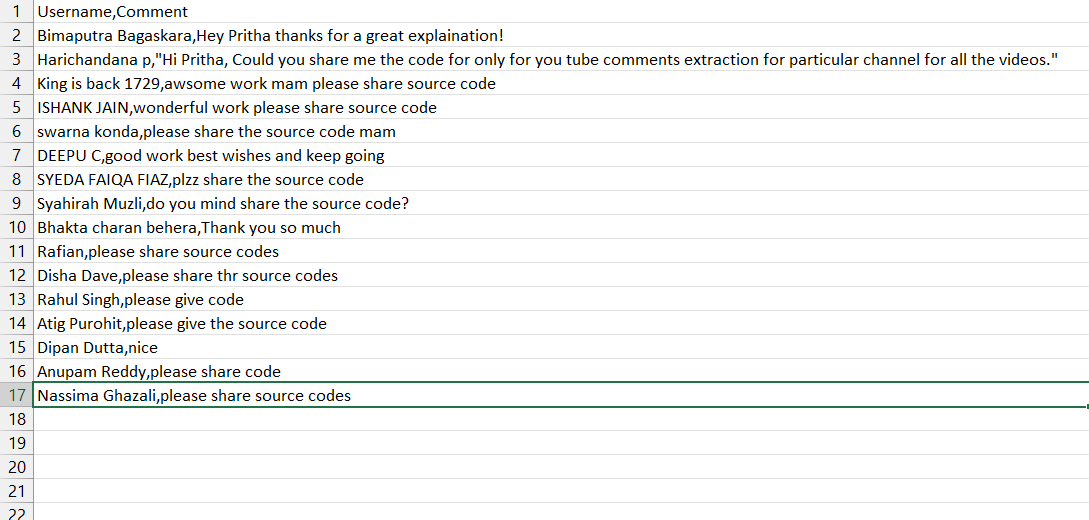 1 Username,Comment
2 Bimaputra Bagaskara,Hey Pritha thanks for a great explaination!
3 Harichandana p,"Hi Pritha, Could you share me the code for only for you tube comments extraction for particular channel for all the videos."
4 King is back 1729,awsome work mam please share source code
5 ISHANK JAIN,wonderful work please share source code
6 swarna konda,please share the source code mam
7 DEEPU C,good work best wishes and keep going
8 SYEDA FAIQA FIAZ,plzz share the source code
9 Syahirah Muzli,do you mind share the source code?
10 Bhakta charan behera,Thank you so much
11 Rafian,please share source codes
12 Disha Dave,please share thr source codes
13 Rahul Singh,please give code
14 Atig Purohit,please give the source code
15 Dipan Dutta,nice
16 Anupam Reddy,please share code
17 Nassima Ghazali,please share source codes
18
19
20
21
22